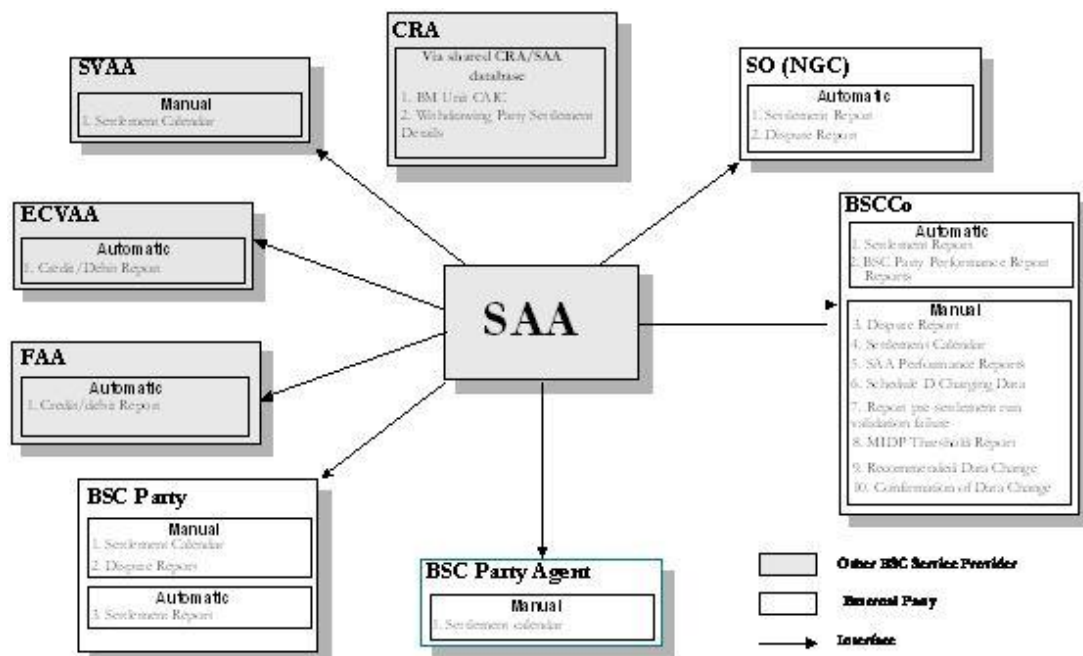 CRA
Via shared CRA/SAA
database
1. BM Unit CAIC
2. Withdrawing Party Settlement
Details
SVAA
Manual
1. Settlement Calendar
SO (NGC)
Automatic
1. Settlement Report
2. Dispute Report
ECVAA
Automatic
1. Credit/Debit Report
BSCCo
Automatic
1. Settlement Report
2. BSC Party Performance Report
Reports
Manual
3. Dispute Report
4. Settlement Calendar
5. SAA Performance Reports
6. Schedule D Charging Data
7. Report pre-settlement run
validation failure
8. MIDP Threshold Report
9. Recommended Data Change
10. Confirmation of Data Change
SAA
FAA
Automatic
1. Credit/debit Report
BSC Party
Manual
1. Settlement Calendar
2. Dispute Report
Automatic
3. Settlement Report
BSC Party Agent
Manual
1. Settlement calendar
Other BSC Service Provider
External Party
Interface